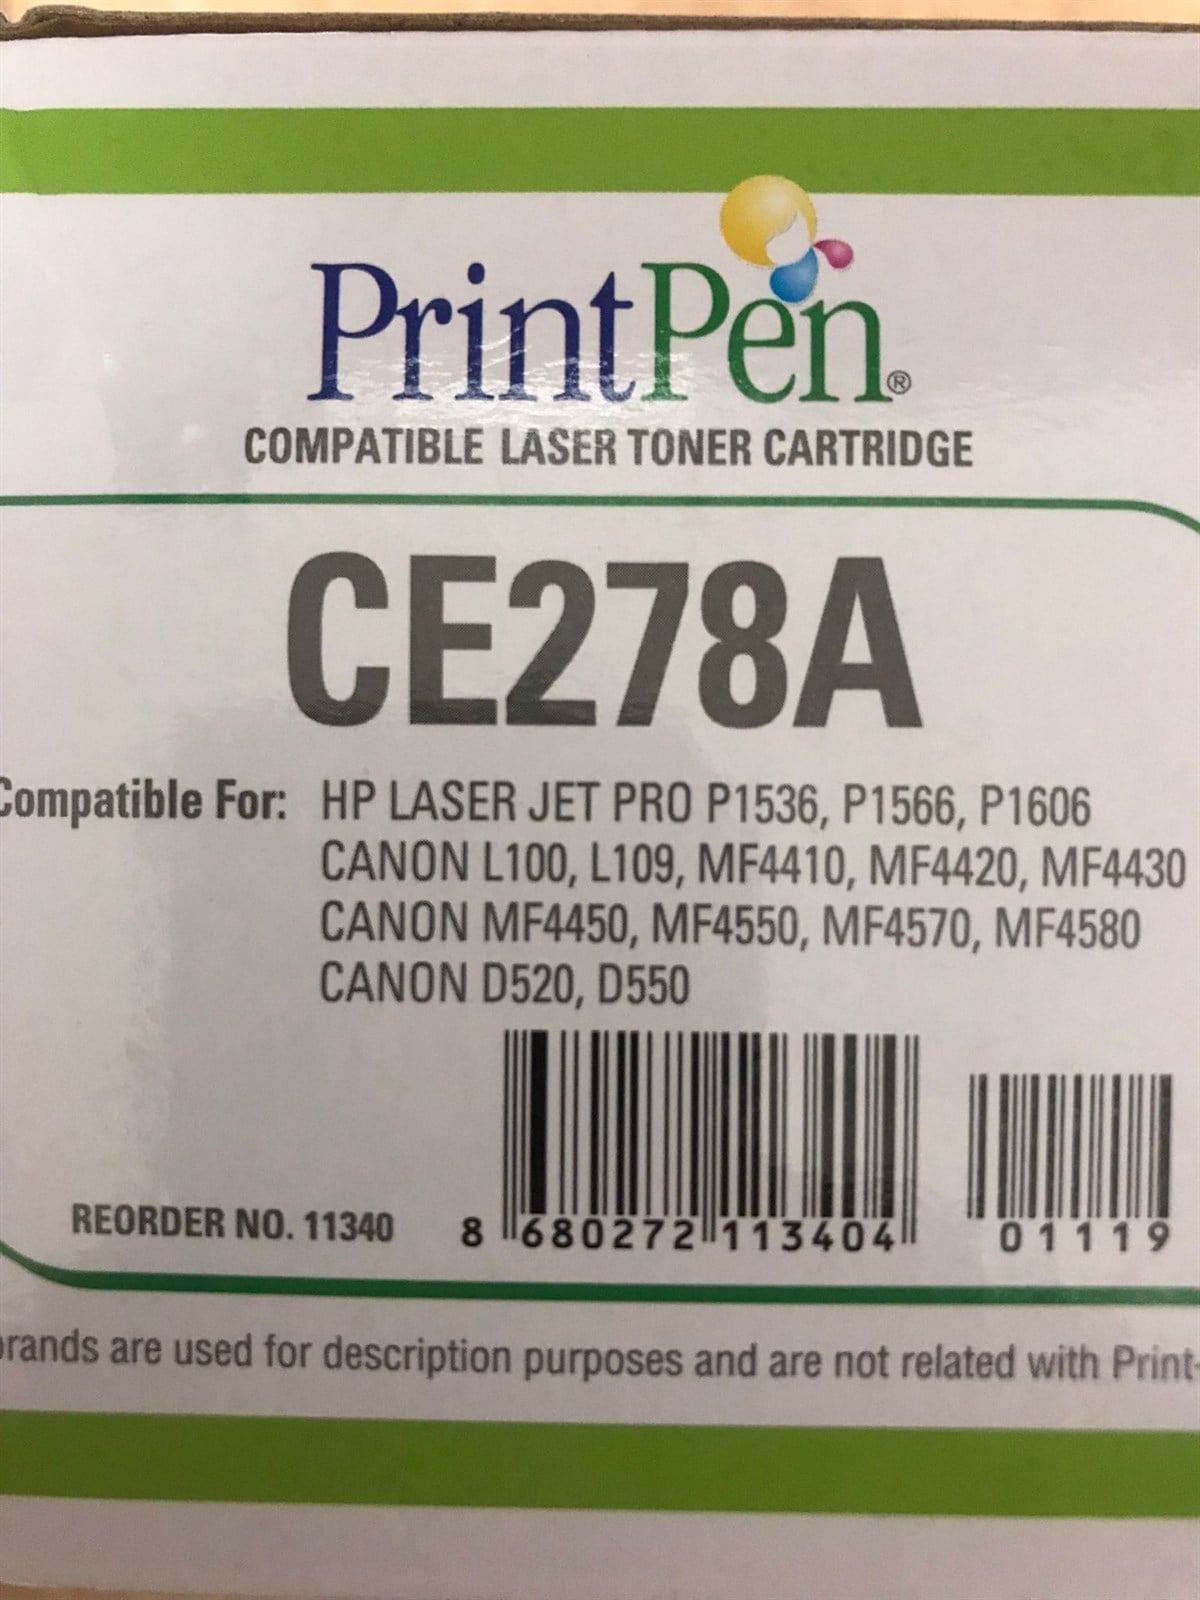 PrintPen®
COMPATIBLE LASER TONER CARTRIDGE
CE278A
Compatible For: HP LASER JET PRO P1536, P1566, P1606
CANON L100, L109, MF4410, MF4420, MF4430
CANON MF4450, MF4550, MF4570, MF4580
CANON D520, D550
REORDER NO. 11340 8 680272 113404 01119
brands are used for description purposes and are not related with Print-